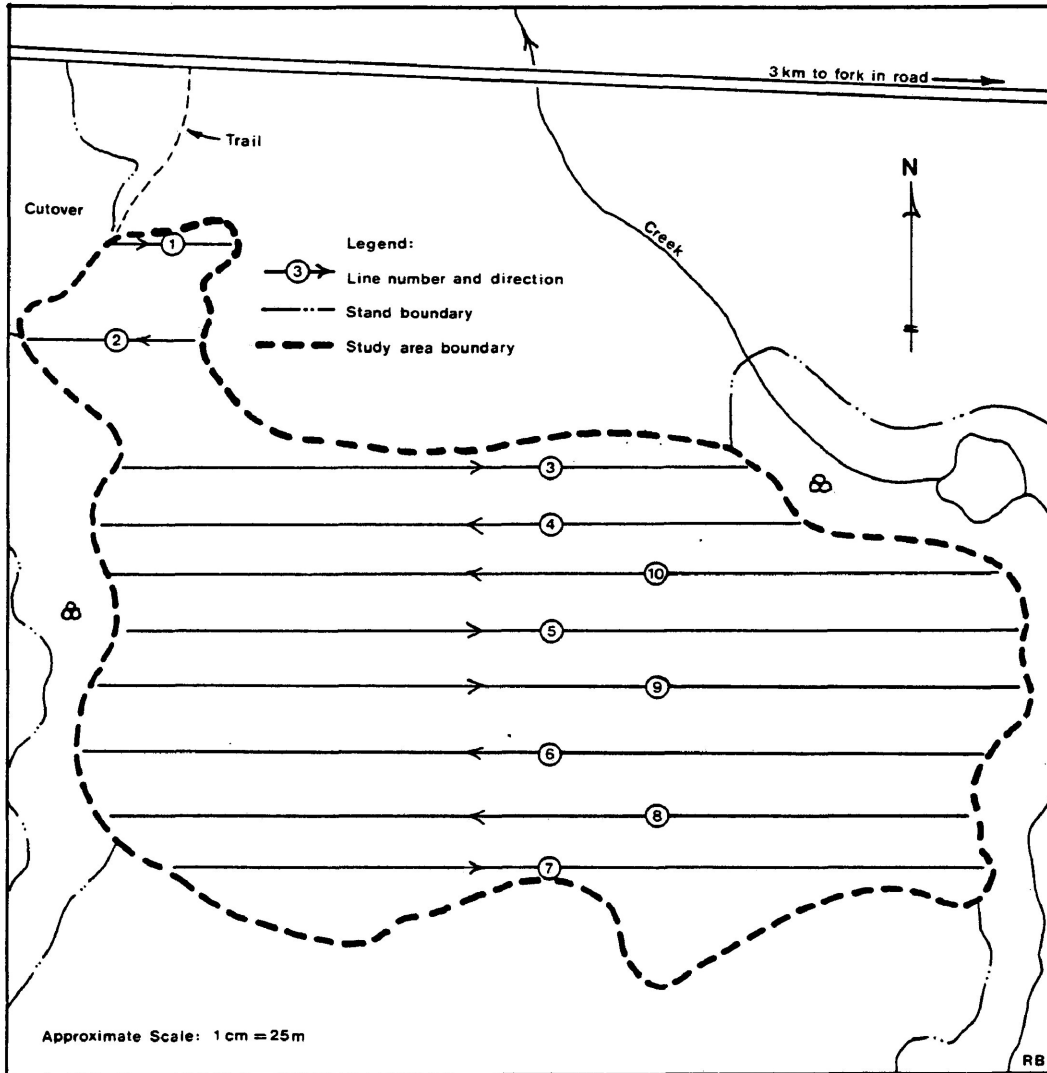 3 km to fork in road
Trail
N
Cutover
Creek
1
Legend:
3
Line number and direction
Stand boundary
2
Study area boundary
3
4
10
5
9
6
8
7
Approximate Scale: 1 cm = 25 m
RB